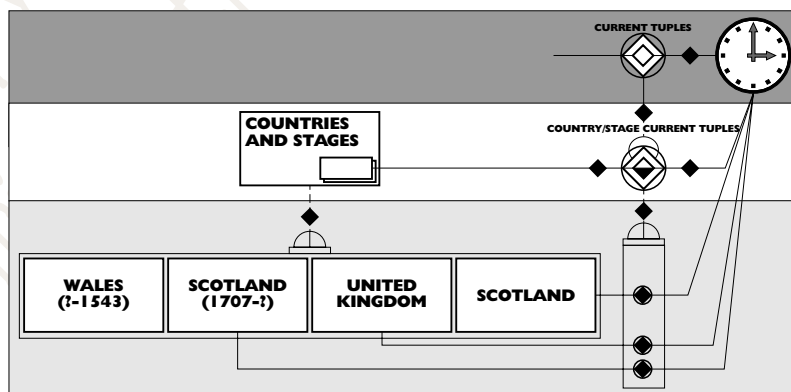 CURRENT TUPLES
COUNTRIES
AND STAGES
COUNTRY/STAGE CURRENT TUPLES
WALES
(?-1543)
SCOTLAND
(1707-?)
UNITED
KINGDOM
SCOTLAND